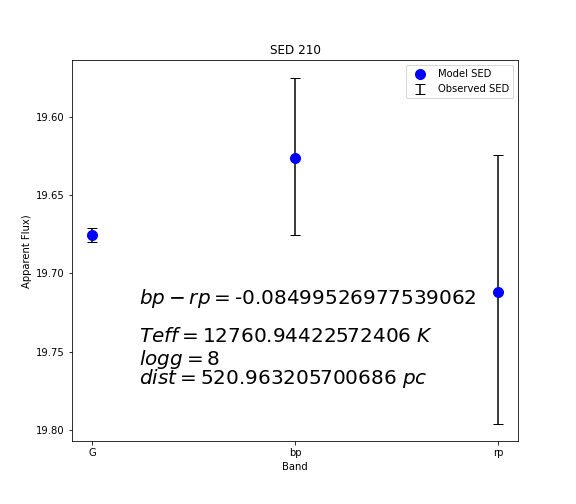 SED 210
Model SED
Observed SED
19.60
19.65
19.70
19.75
19.80
Apparent Flux)
bp − rp = -0.08499526977539062
Teff = 12760.94422572406 K
logg = 8
dist = 520.963205700686 pc
G bp rp
Band